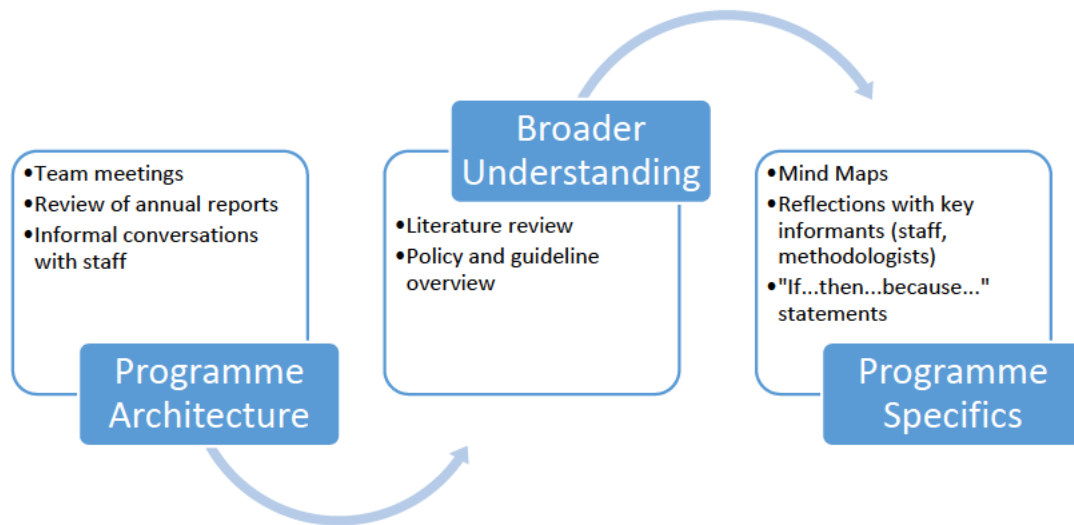 •Team meetings
•Review of annual reports
•Informal conversations
with staff
Programme
Architecture
Broader
Understanding
•Literature review
•Policy and guideline
overview
•Mind Maps
•Reflections with key
informants (staff,
methodologists)
•"If...then...because..."
statements
Programme
Specifics